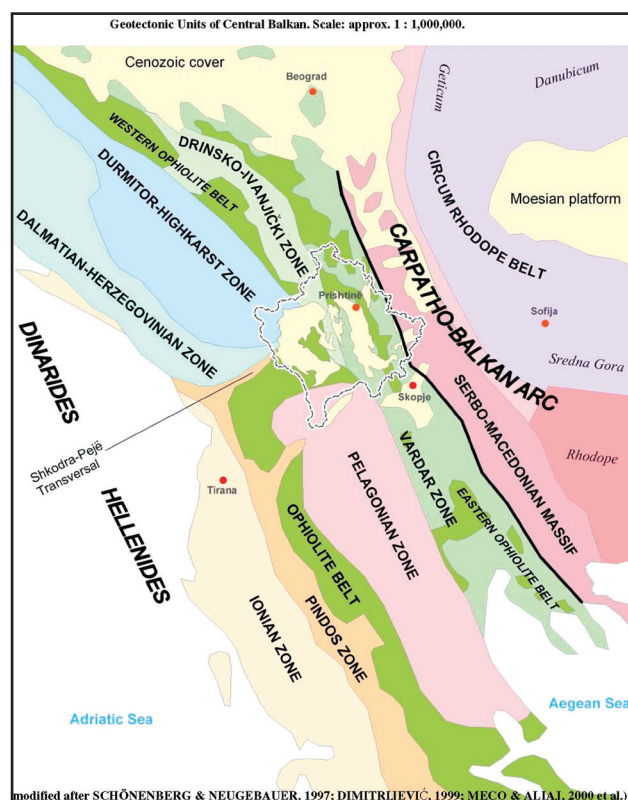 Geotectonic Units of Central Balkan. Scale: approx. 1 : 1,000,000.
Cenozoic cover
Beograd
Geticum
Danubicum
WESTERN OPHIOLITE BELT
DRINSKO-IVANJIČKI ZONE
DURMITOR-HIGHKARST ZONE
DALMATIAN-HERZEGOVINIAN ZONE
CIRCUM RHODOPE BELT
Moesian platform
CARPATHO-BALKAN ARC
Prishtinë
Sofija
DINARIDES
Sredna Gora
Skopje
SERBO-MACEDONIAN MASSIF
Shkodra-Pejë
Transversal
Rhodope
Tirana
HELLENIDES
PELAGONIAN ZONE
VARDAR ZONE
EASTERN OPHIOLITE BELT
OPHIOLITE BELT
PINDOS ZONE
IONIAN ZONE
Adriatic Sea
Aegean Sea
modified after SCHÖNENBERG & NEUGEBAUER, 1997; DIMITRIJEVIĆ, 1999; MECO & ALIAJ, 2000 et al.)